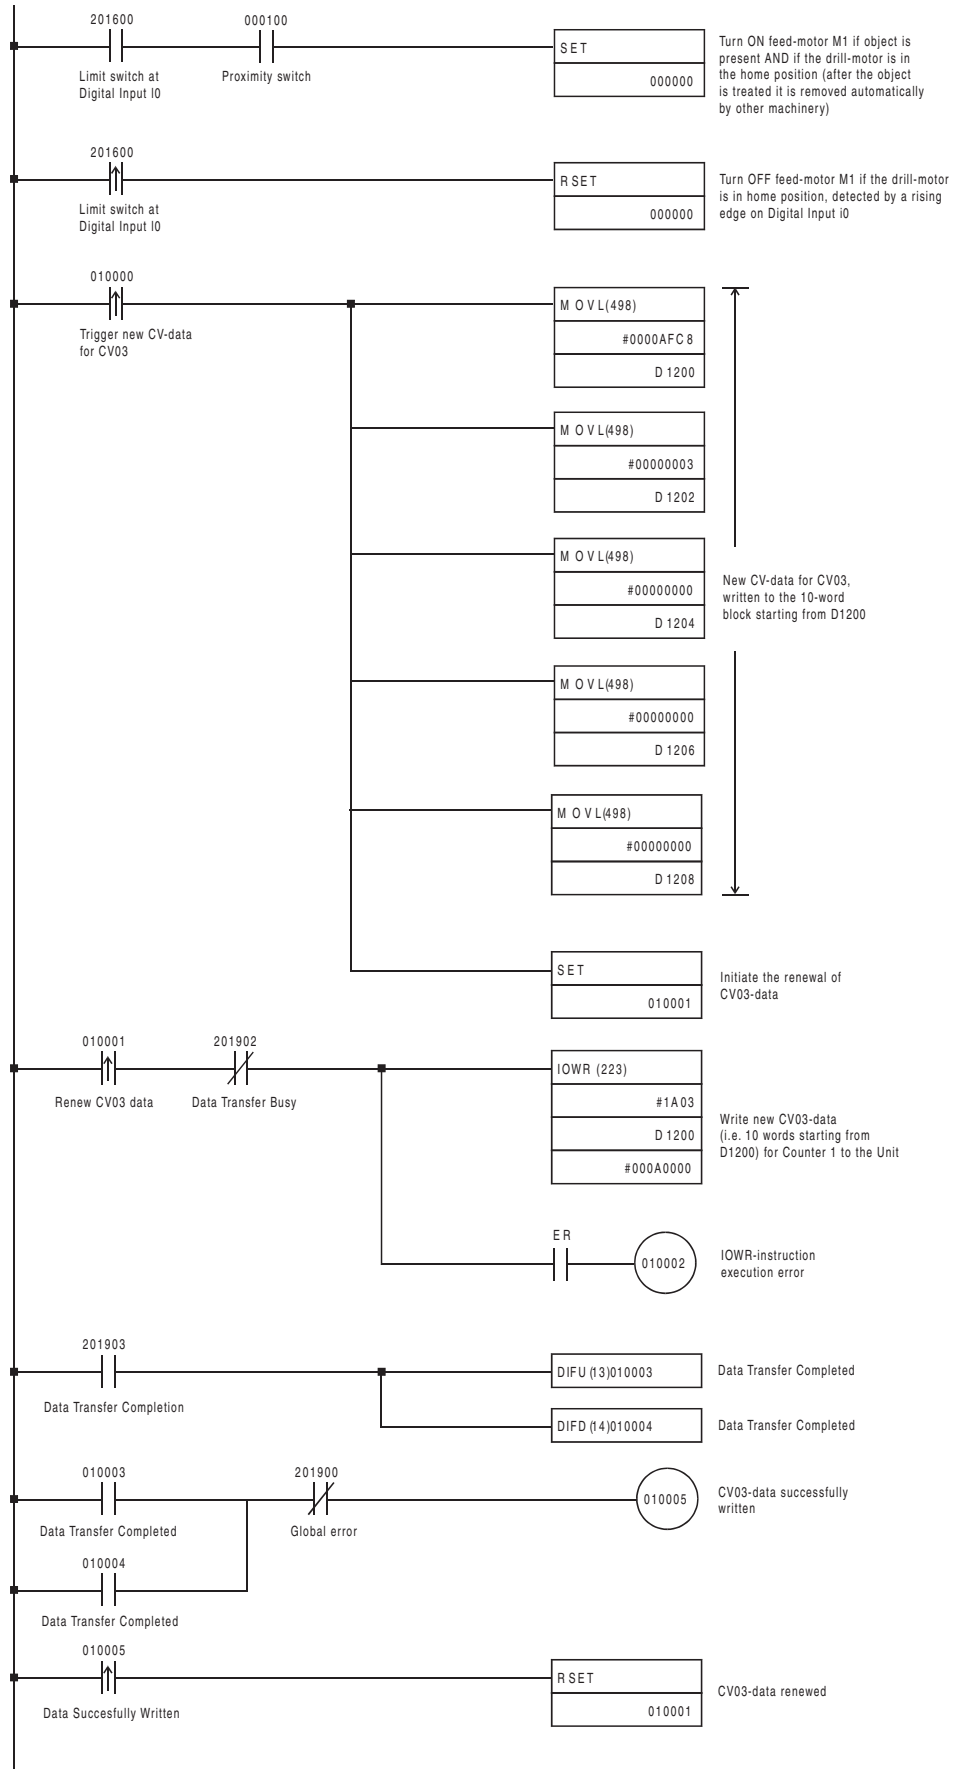 201600
000100
SET
000000
Limit switch at
Digital Input I0
Proximity switch
Turn ON feed-motor M1 if object is
present AND if the drill-motor is in
the home position (after the object
is treated it is removed automatically
by other machinery)
201600
RSET
000000
Limit switch at
Digital Input I0
Turn OFF feed-motor M1 if the drill-motor
is in home position, detected by a rising
edge on Digital Input i0
010000
Trigger new CV-data
for CV03
MOVL(498)
#0000AFC8
D1200
MOVL(498)
#00000003
D1202
MOVL(498)
#00000000
D1204
New CV-data for CV03,
written to the 10-word
block starting from D1200
MOVL(498)
#00000000
D1206
MOVL(498)
#00000000
D1208
SET
010001
Initiate the renewal of
CV03-data
010001
201902
Renew CV03 data
Data Transfer Busy
IOWR (223)
#1A03
D1200
#000A0000
Write new CV03-data
(i.e. 10 words starting from
D1200) for Counter 1 to the Unit
ER
010002
IOWR-instruction
execution error
201903
Data Transfer Completion
DIFU (13)010003
Data Transfer Completed
DIFD (14)010004
Data Transfer Completed
010003
201900
Data Transfer Completed
Global error
010005
CV03-data successfully
written
010004
Data Transfer Completed
010005
Data Succesfully Written
RSET
010001
CV03-data renewed